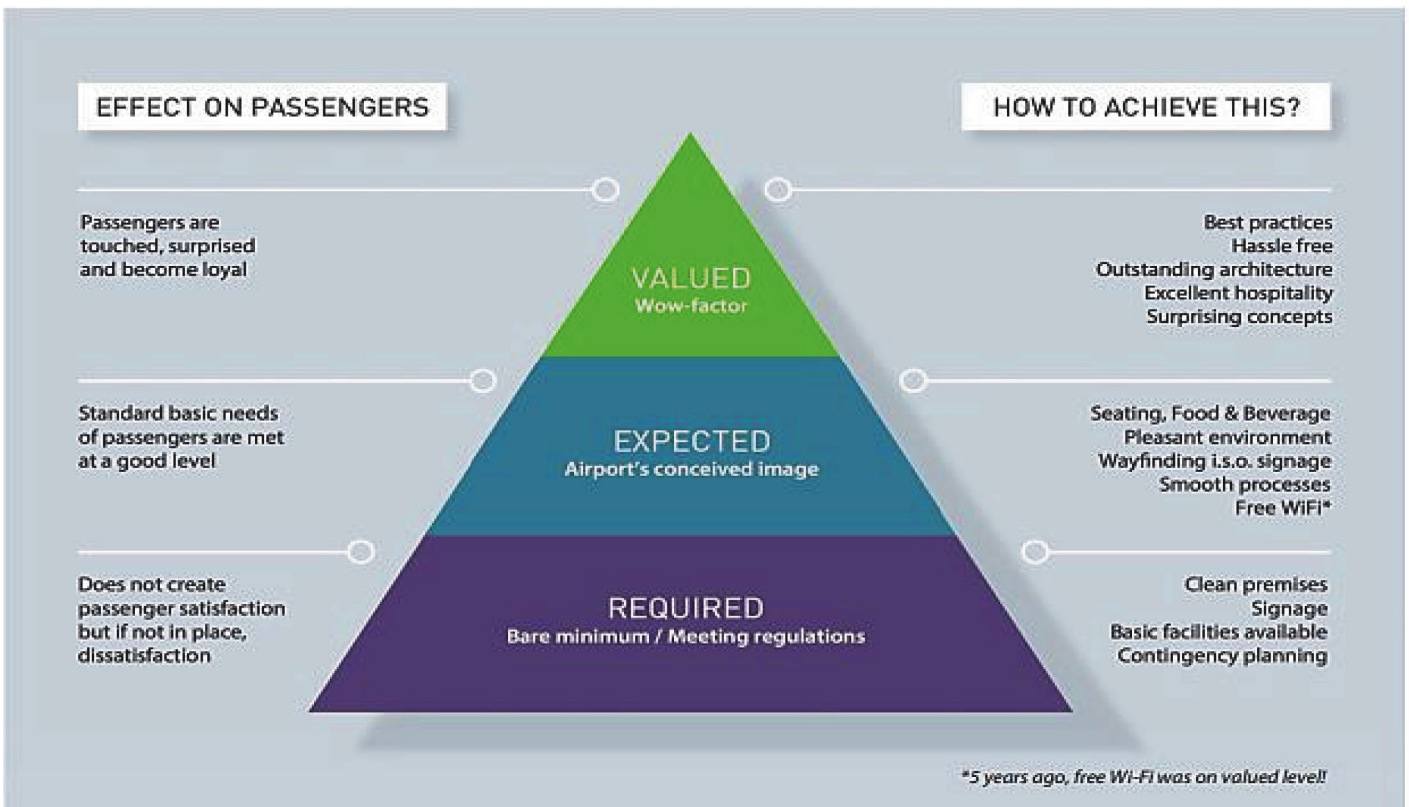 EFFECT ON PASSENGERS
HOW TO ACHIEVE THIS?
Passengers are
touched, surprised
and become loyal
VALUED
Wow-factor
Best practices
Hassle free
Outstanding architecture
Excellent hospitality
Surprising concepts
Standard basic needs
of passengers are met
at a good level
EXPECTED
Airport's conceived image
Seating, Food & Beverage
Pleasant environment
Wayfinding i.s.o. signage
Smooth processes
Free WiFi*
Does not create
passenger satisfaction
but if not in place,
dissatisfaction
REQUIRED
Bare minimum / Meeting regulations
Clean premises
Signage
Basic facilities available
Contingency planning
*5 years ago, free Wi-Fi was on valued level!